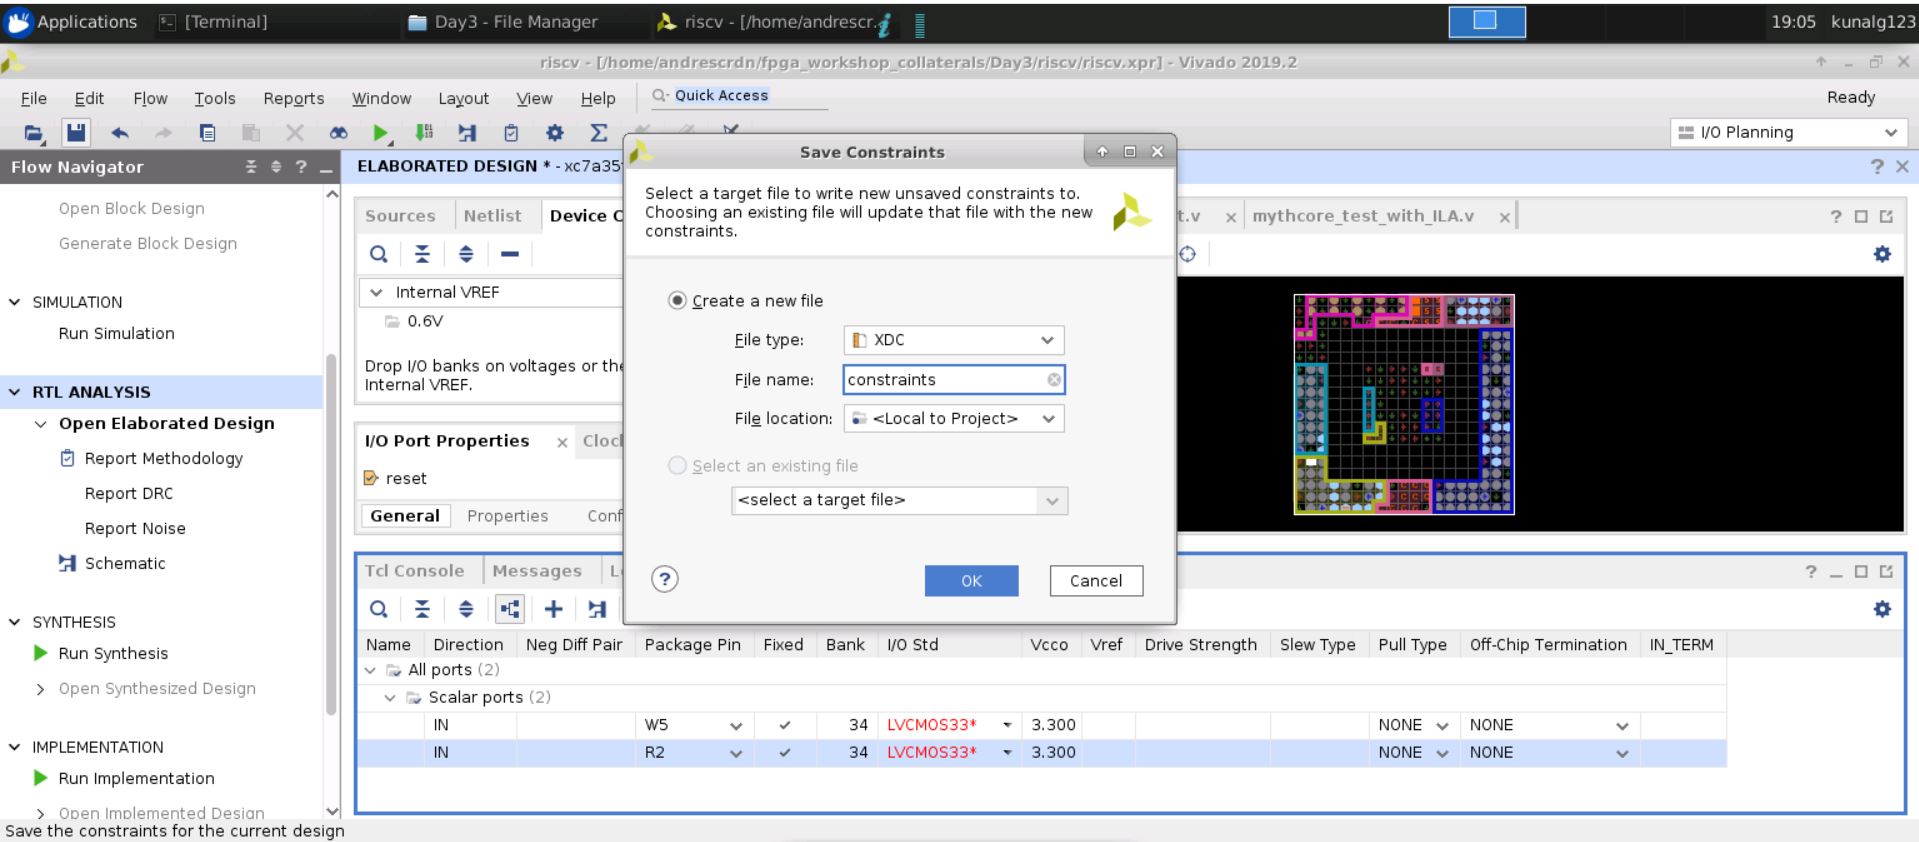 Applications [Terminal] Day3 - File Manager riscv - [/home/andrescr. 19:05 kunalg123
riscv - [/home/andrescrdn/fpga_workshop_collaterals/Day3/riscv/riscv.xpr] - Vivado 2019.2
File Edit Flow Tools Reports Window Layout View Help Quick Access Ready
I/O Planning
Flow Navigator
ELABORATED DESIGN * - xc7a35
Open Block Design
Generate Block Design
SIMULATION
Run Simulation
RTL ANALYSIS
Open Elaborated Design
Report Methodology
Report DRC
Report Noise
Schematic
SYNTHESIS
Run Synthesis
Open Synthesized Design
IMPLEMENTATION
Run Implementation
Open Implemented Design
Sources Netlist Device C
Internal VREF
0.6V
Drop I/O banks on voltages or the
Internal VREF.
I/O Port Properties Cloc
reset
General Properties Conf
Save Constraints
Select a target file to write new unsaved constraints to.
Choosing an existing file will update that file with the new
constraints.
Create a new file
File type: XDC
File name: constraints
File location: <Local to Project>
Select an existing file
<select a target file>
OK Cancel
t.v mythcore_test_with_ILA.v
Tcl Console Messages L
Name Direction Neg Diff Pair Package Pin Fixed Bank I/O Std Vcco Vref Drive Strength Slew Type Pull Type Off-Chip Termination IN_TERM
All ports (2)
Scalar ports (2)
IN W5 34 LVCMOS33* 3.300 NONE NONE
IN R2 34 LVCMOS33* 3.300 NONE NONE
Save the constraints for the current design